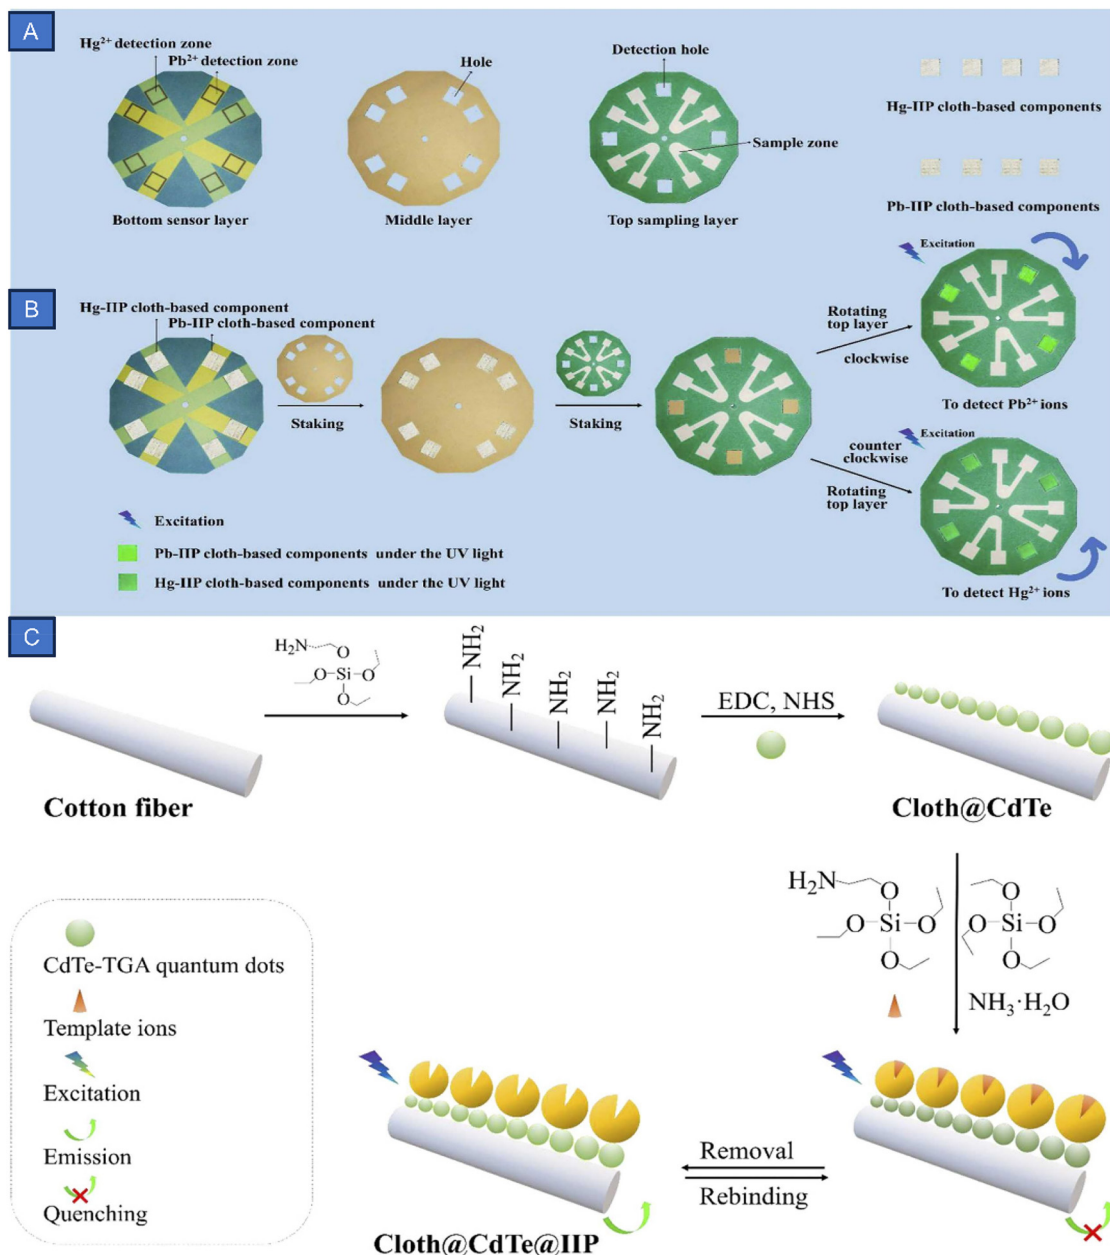 A
Hg²⁺ detection zone
Pb²⁺ detection zone
Hole
Detection hole
Sample zone
Hg-IIP cloth-based components
Pb-IIP cloth-based components
Bottom sensor layer
Middle layer
Top sampling layer
B
Hg-IIP cloth-based component
Pb-IIP cloth-based component
Staking
Staking
Rotating
top layer
clockwise
Excitation
To detect Pb²⁺ ions
counter
clockwise
Rotating
top layer
Excitation
To detect Hg²⁺ ions
Excitation
Pb-IIP cloth-based components under the UV light
Hg-IIP cloth-based components under the UV light
C
H₂N
O
O
Si
O
O
NH₂
NH₂
NH₂
NH₂
NH₂
EDC, NHS
Cotton fiber
Cloth@CdTe
H₂N
O
O
Si
O
O
O
O
Si
O
O
NH₃·H₂O
CdTe-TGA quantum dots
Template ions
Excitation
Emission
Quenching
Removal
Rebinding
Cloth@CdTe@IIP